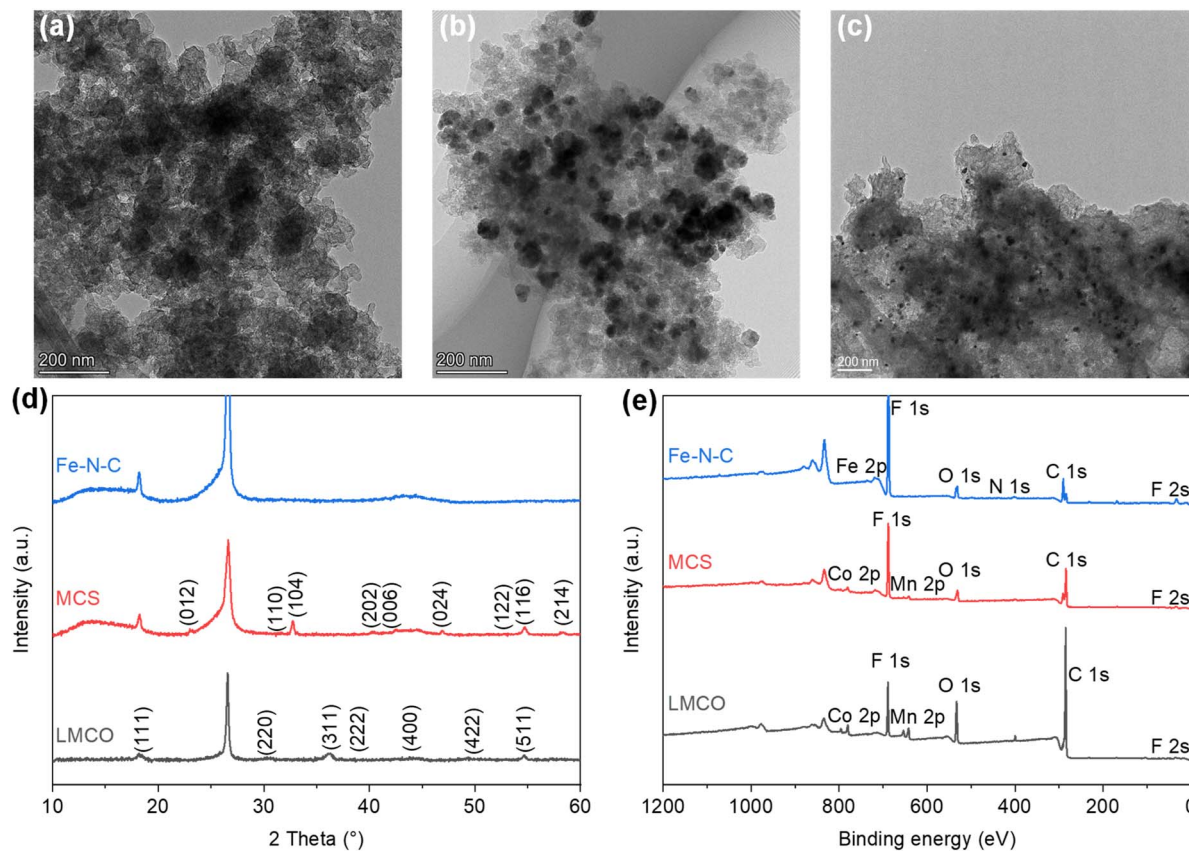 (a)
200 nm
(b)
200 nm
(c)
200 nm
(d)
Fe-N-C
MCS
(012)
(110)
(104)
(202)
(006)
(024)
(122)
(116)
(214)
LMCO
(111)
(220)
(311)
(222)
(400)
(422)
(511)
Intensity (a.u.)
10 20 30 40 50 60
2 Theta (°)
(e)
Fe-N-C
Fe 2p
F 1s
O 1s
N 1s
C 1s
F 2s
MCS
Co 2p
F 1s
Mn 2p
O 1s
C 1s
F 2s
LMCO
Co 2p
F 1s
Mn 2p
O 1s
C 1s
F 2s
Intensity (a.u.)
1200 1000 800 600 400 200 0
Binding energy (eV)